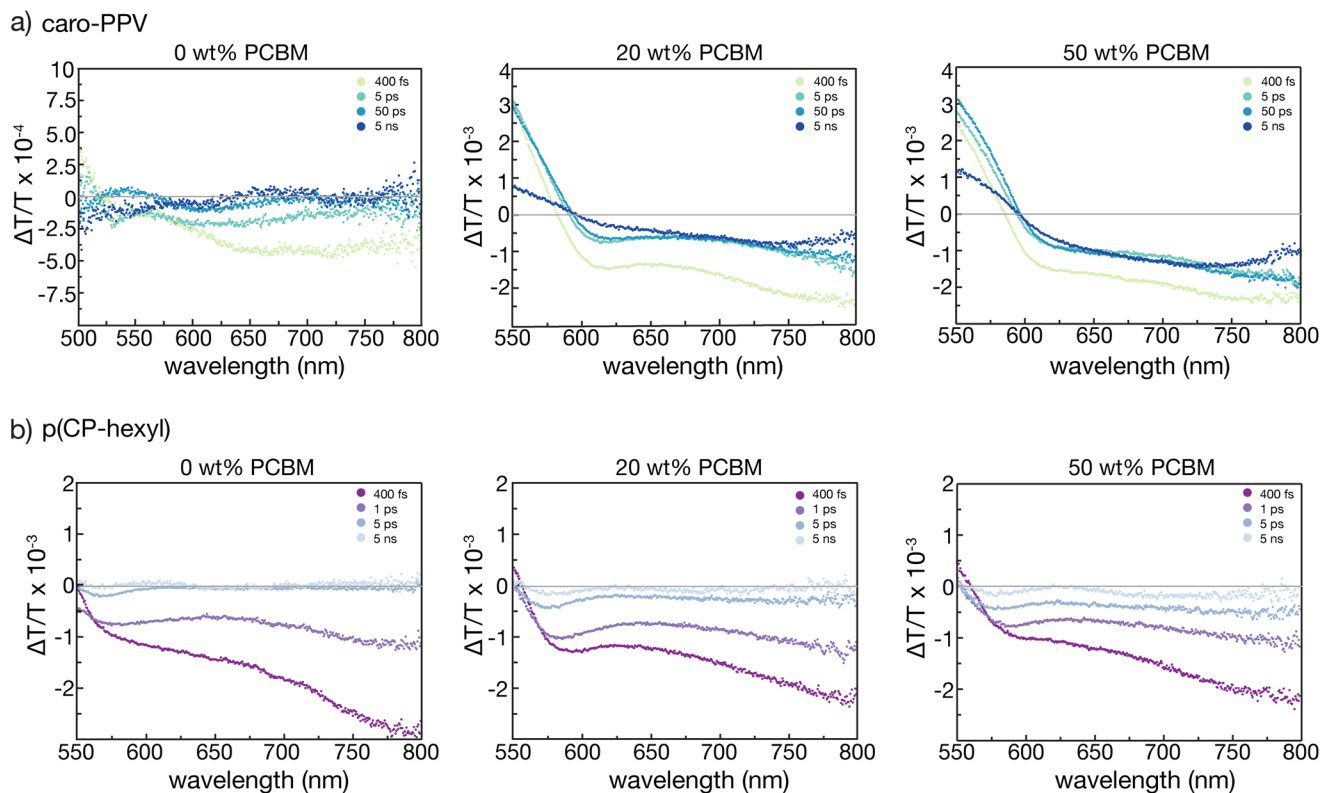 a) caro-PPV
0 wt% PCBM
20 wt% PCBM
50 wt% PCBM
10
7.5
5.0
2.5
0
-2.5
-5.0
-7.5
ΔT/T x 10-4
400 fs
5 ps
50 ps
5 ns
500 550 600 650 700 750 800
wavelength (nm)
4
3
2
1
0
-1
-2
ΔT/T x 10-3
400 fs
5 ps
50 ps
5 ns
550 600 650 700 750 800
wavelength (nm)
4
3
2
1
0
-1
-2
ΔT/T x 10-3
400 fs
5 ps
50 ps
5 ns
550 600 650 700 750 800
wavelength (nm)
b) p(CP-hexyl)
0 wt% PCBM
20 wt% PCBM
50 wt% PCBM
2
1
0
-1
-2
ΔT/T x 10-3
400 fs
1 ps
5 ps
5 ns
550 600 650 700 750 800
wavelength (nm)
2
1
0
-1
-2
ΔT/T x 10-3
400 fs
1 ps
5 ps
5 ns
550 600 650 700 750 800
wavelength (nm)
2
1
0
-1
-2
ΔT/T x 10-3
400 fs
1 ps
5 ps
5 ns
550 600 650 700 750 800
wavelength (nm)